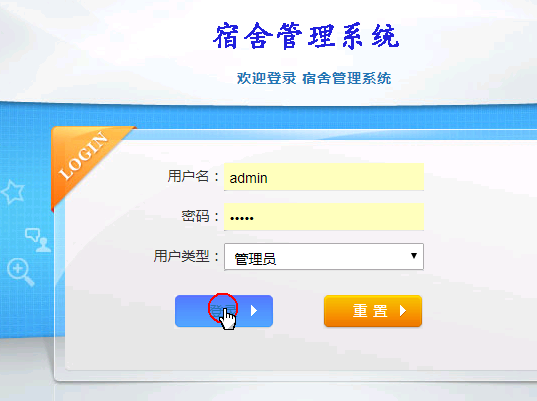 宿舍管理系统
欢迎登录 宿舍管理系统
LOGIN
用户名：admin
密码：•••••
用户类型：管理员
重 置